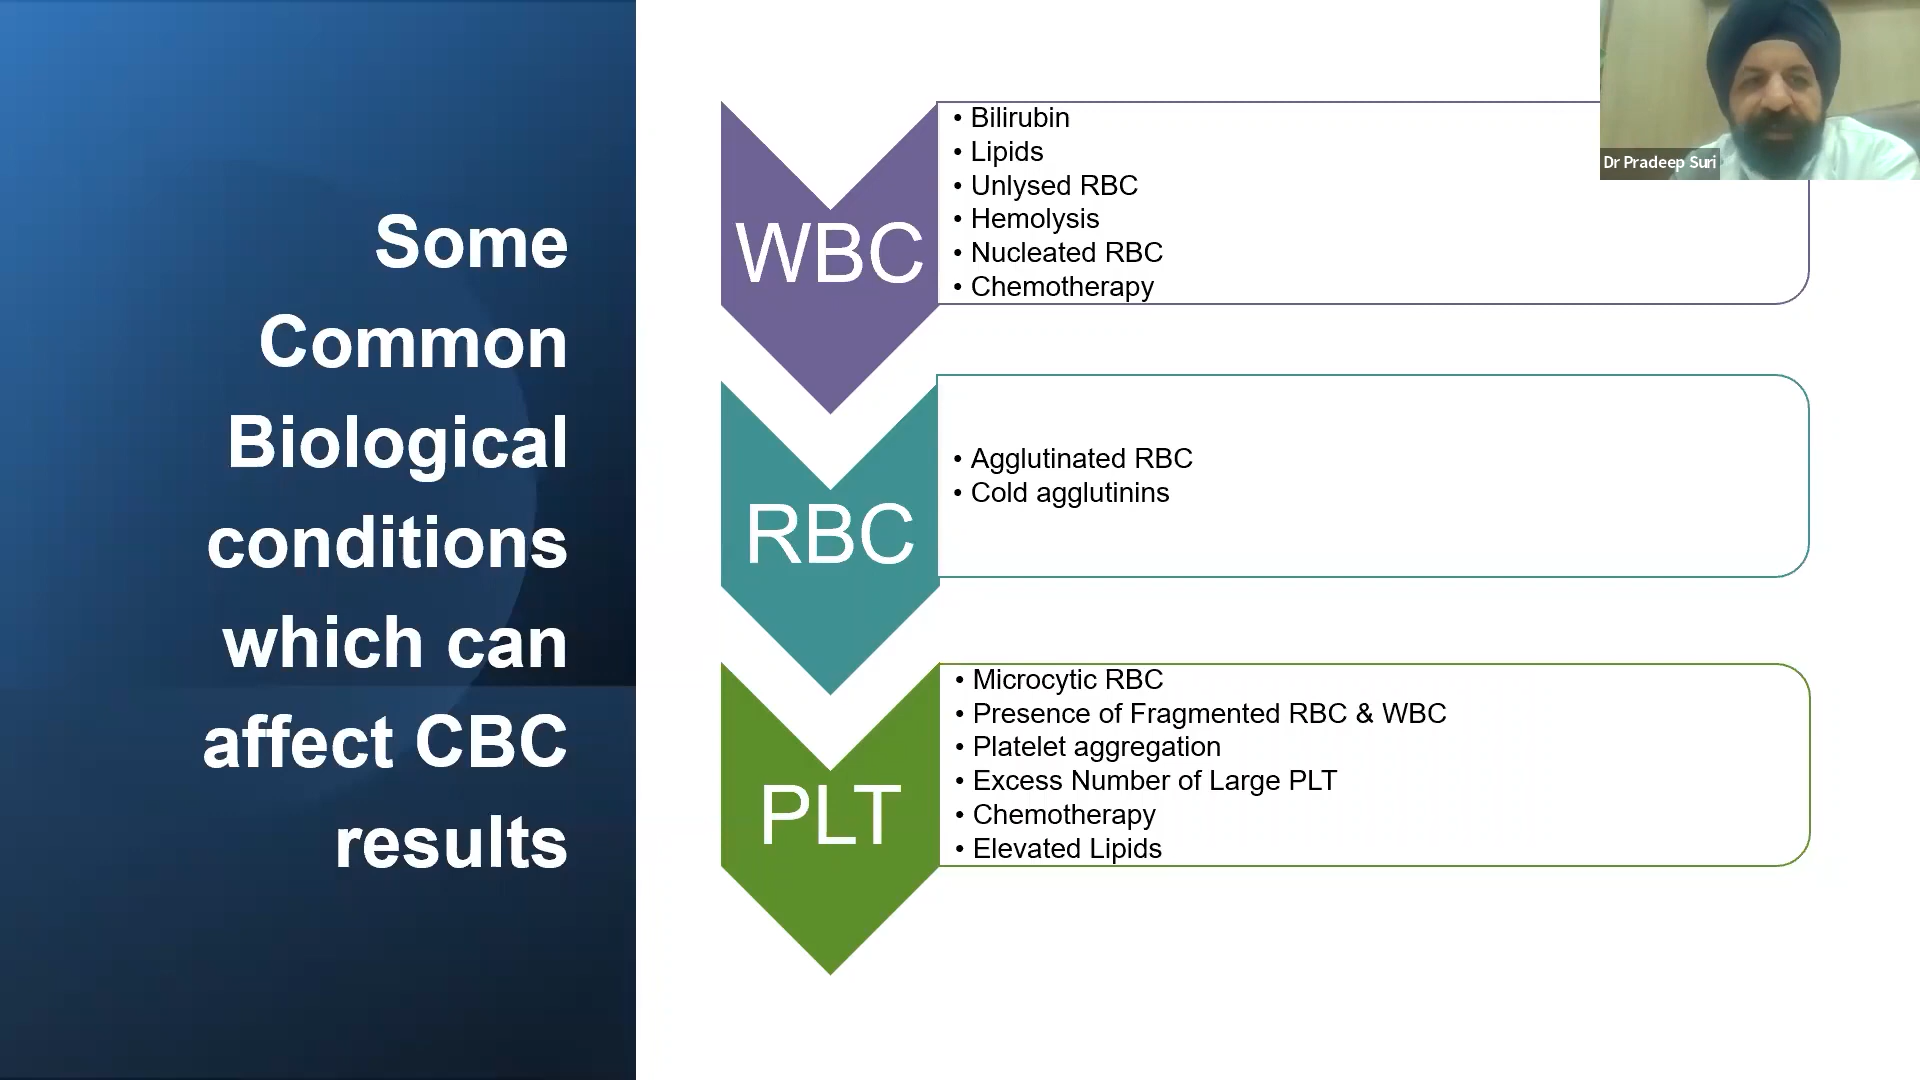 Some
Common
Biological
conditions
which can
affect CBC
results
WBC
• Bilirubin
• Lipids
• Unlysed RBC
• Hemolysis
• Nucleated RBC
• Chemotherapy
RBC
• Agglutinated RBC
• Cold agglutinins
PLT
• Microcytic RBC
• Presence of Fragmented RBC & WBC
• Platelet aggregation
• Excess Number of Large PLT
• Chemotherapy
• Elevated Lipids
Dr Pradeep Suri